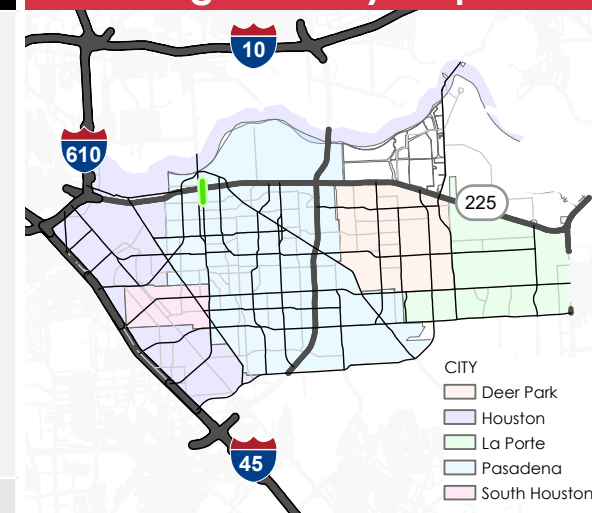 10
610
225
45
CITY
Deer Park
Houston
La Porte
Pasadena
South Houston